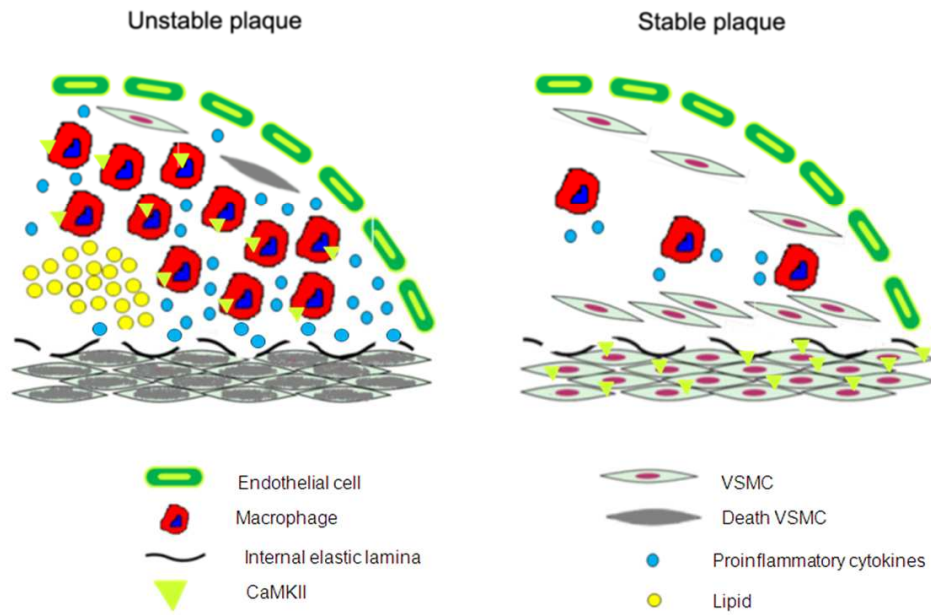 Unstable plaque
Stable plaque
Endothelial cell
Macrophage
Internal elastic lamina
CaMKII
VSMC
Death VSMC
Proinflammatory cytokines
Lipid